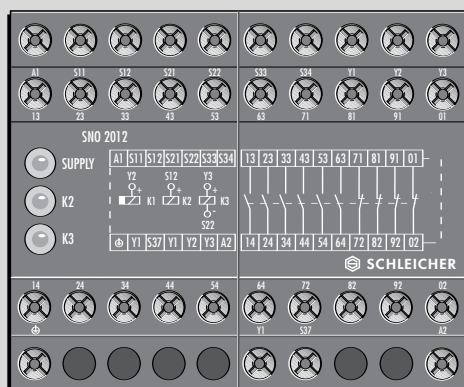 A1 S11 S12 S21 S22 S33 S34 Y1 Y2 Y3
13 23 33 43 53 63 71 81 91 01
SNO 2012
SUPPLY
K2
K3
A1 S11 S12 S21 S22 S33 S34
Y2 S12 Y3
+ + +
K1 K2 K3
-
S22
Y1 S37 Y1 Y2 Y3 A2
13 23 33 43 53 63 71 81 91 01
14 24 34 44 54 64 72 82 92 02
SCHLEICHER
14 24 34 44 54 64 72 82 92 02
Y1 S37 A2